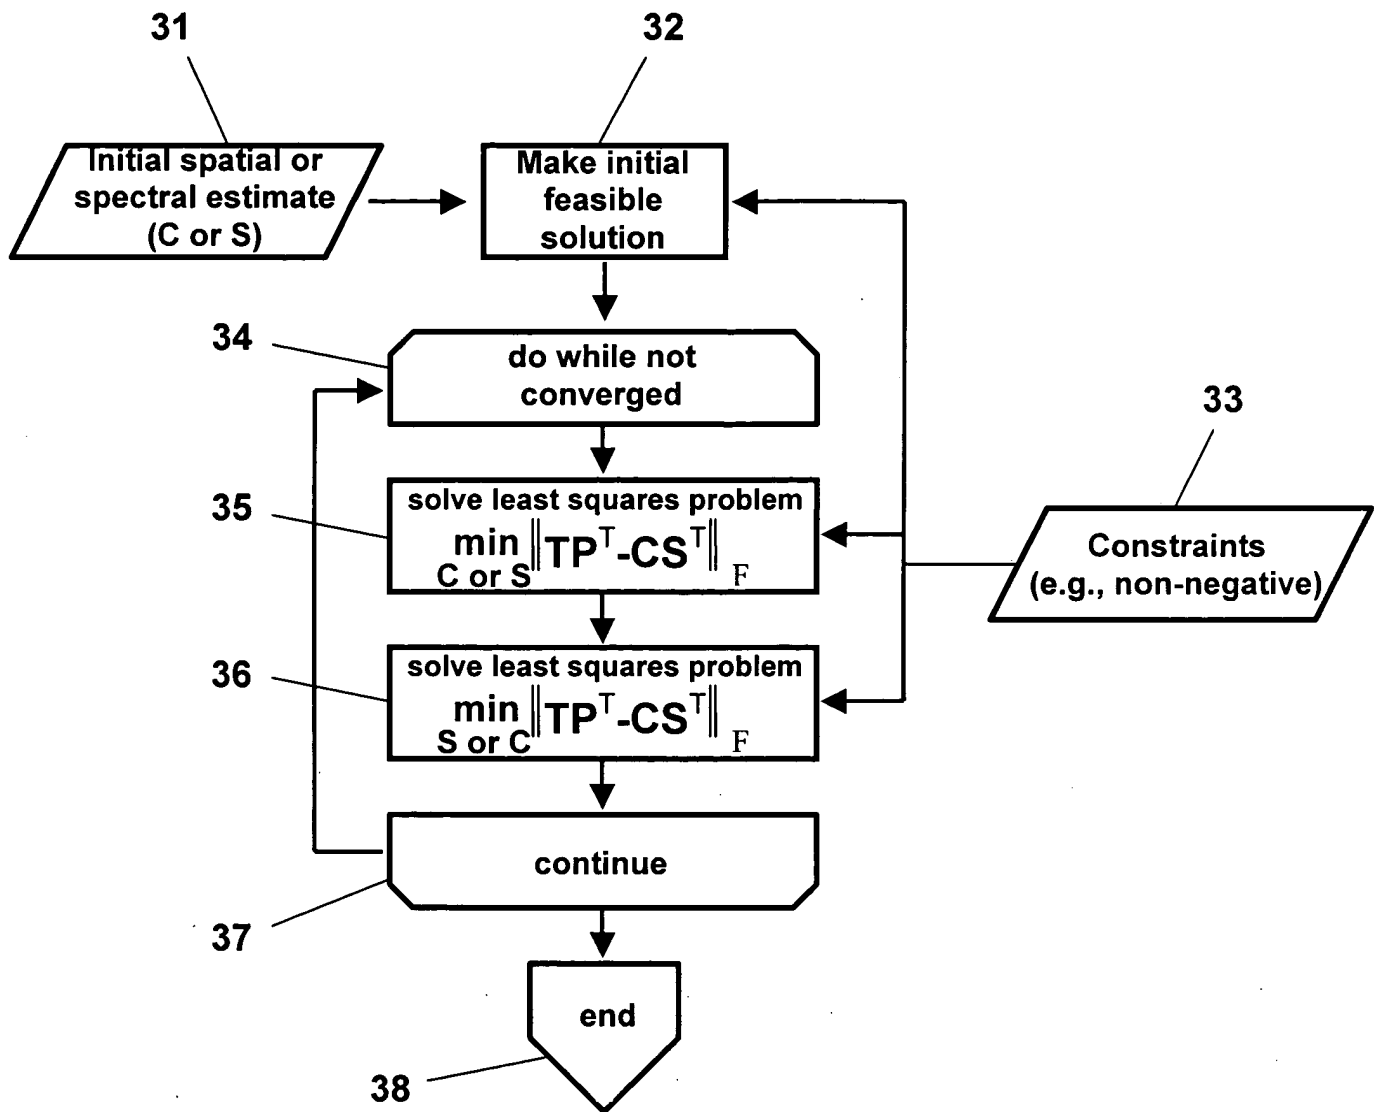 31
32
Initial spatial or
spectral estimate
(C or S)
Make initial
feasible
solution
34
do while not
converged
33
Constraints
(e.g., non-negative)
35
solve least squares problem
min ‖TPᵀ-CSᵀ‖
C or S F
36
solve least squares problem
min ‖TPᵀ-CSᵀ‖
S or C F
continue
37
end
38